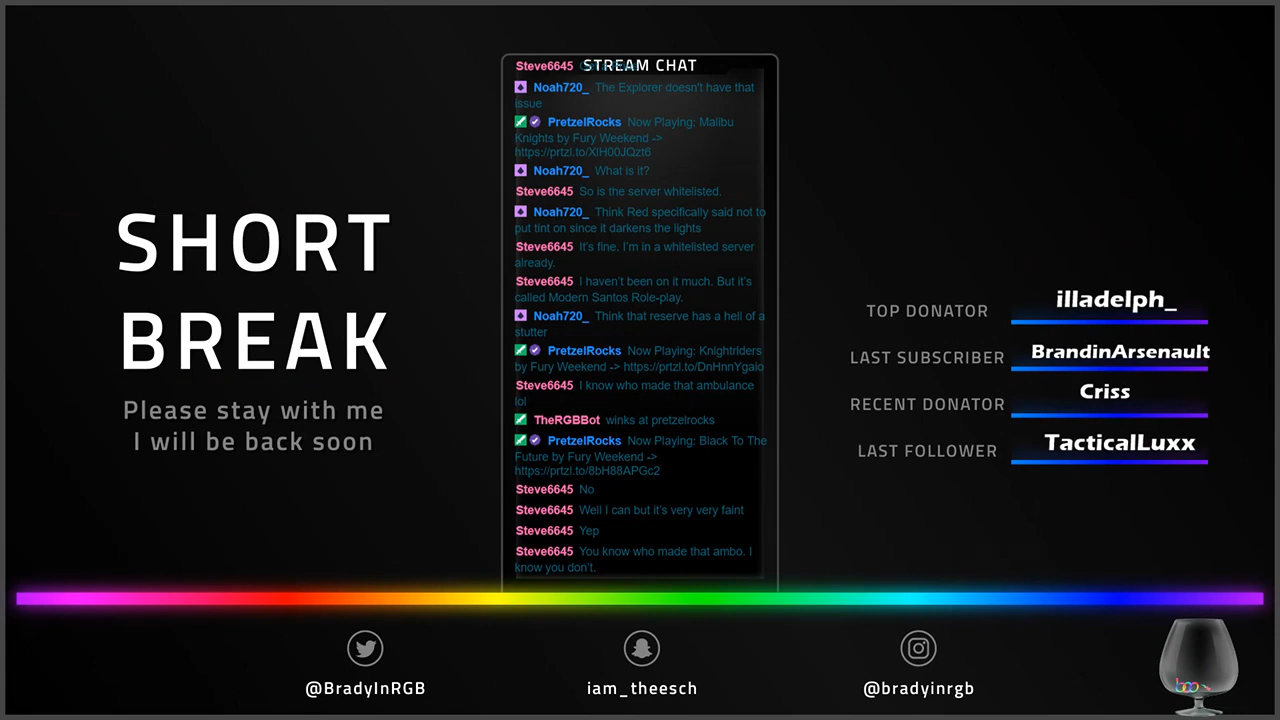 SHORT
BREAK
Please stay with me
I will be back soon
STREAM CHAT
Steve6645
Noah720_ The Explorer doesn't have that
issue
PretzelRocks Now Playing: Malibu
Knights by Fury Weekend ->
https://prtzl.to/XlH00JQzt6
Noah720_ What is it?
Steve6645 So is the server whitelisted.
Noah720_ Think Red specifically said not to
put tint on since it darkens the lights
Steve6645 It's fine. I'm in a whitelisted server
already.
Steve6645 I haven't been on it much. But it's
called Modern Santos Role-play.
Noah720_ Think that reserve has a hell of a
stutter
PretzelRocks Now Playing: Knightriders
by Fury Weekend -> https://prtzl.to/DnHnnYgaio
Steve6645 I know who made that ambulance
lol
TheRGBBot winks at pretzelrocks
PretzelRocks Now Playing: Black To The
Future by Fury Weekend ->
https://prtzl.to/8bH88APGc2
Steve6645 No
Steve6645 Well I can but it's very very faint
Steve6645 Yep
Steve6645 You know who made that ambo. I
know you don't.
TOP DONATOR illadelph_
LAST SUBSCRIBER BrandinArsenault
RECENT DONATOR Criss
LAST FOLLOWER TacticalLuxx
@BradyInRGB
iam_theesch
@bradyinrgb